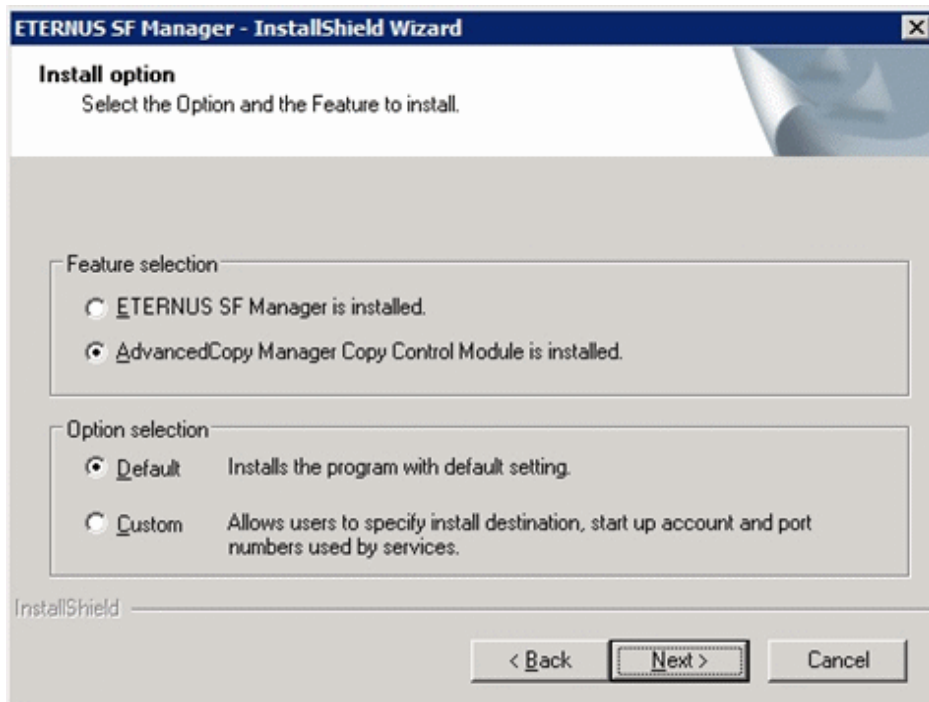 ETERNUS SF Manager - InstallShield Wizard
Install option
Select the Option and the Feature to install.
Feature selection
ETERNUS SF Manager is installed.
AdvancedCopy Manager Copy Control Module is installed.
Option selection
Default Installs the program with default setting.
Custom Allows users to specify install destination, start up account and port
numbers used by services.
InstallShield
< Back Next > Cancel